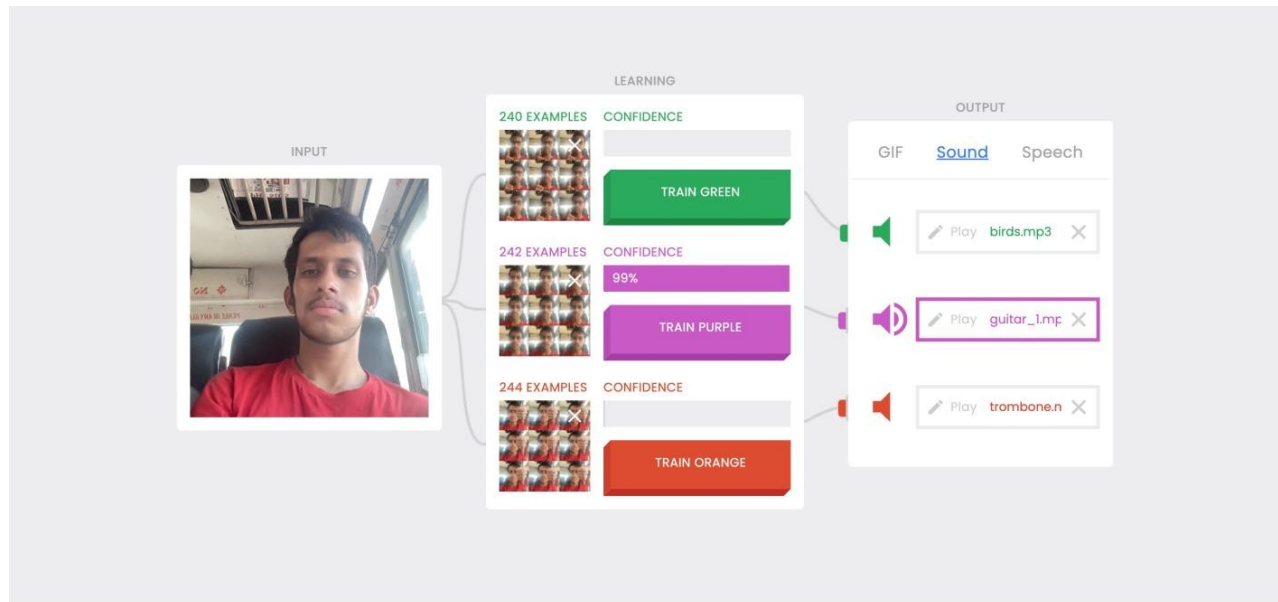 LEARNING
OUTPUT
INPUT
240 EXAMPLES CONFIDENCE
TRAIN GREEN
242 EXAMPLES CONFIDENCE
99%
TRAIN PURPLE
244 EXAMPLES CONFIDENCE
TRAIN ORANGE
GIF Sound Speech
Play birds.mp3
Play guitar_1.mp
Play trombone.n